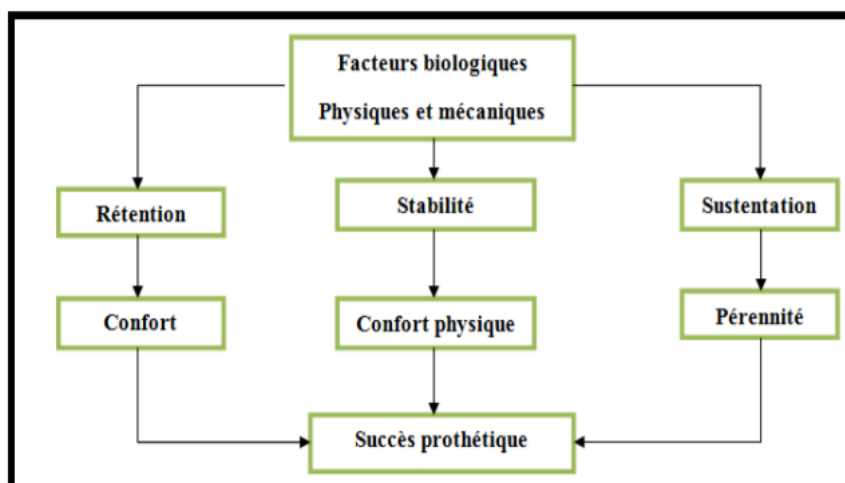 Facteurs biologiques
Physiques et mécaniques
Rétention
Stabilité
Sustentation
Confort
Confort physique
Pérennité
Succès prothétique